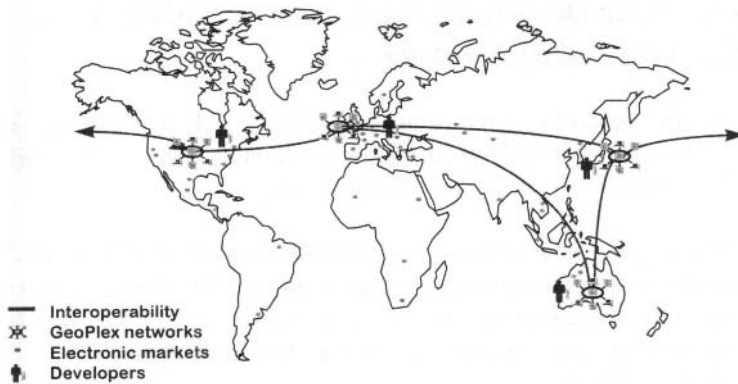 Interoperability
GeoPlex networks
Electronic markets
Developers